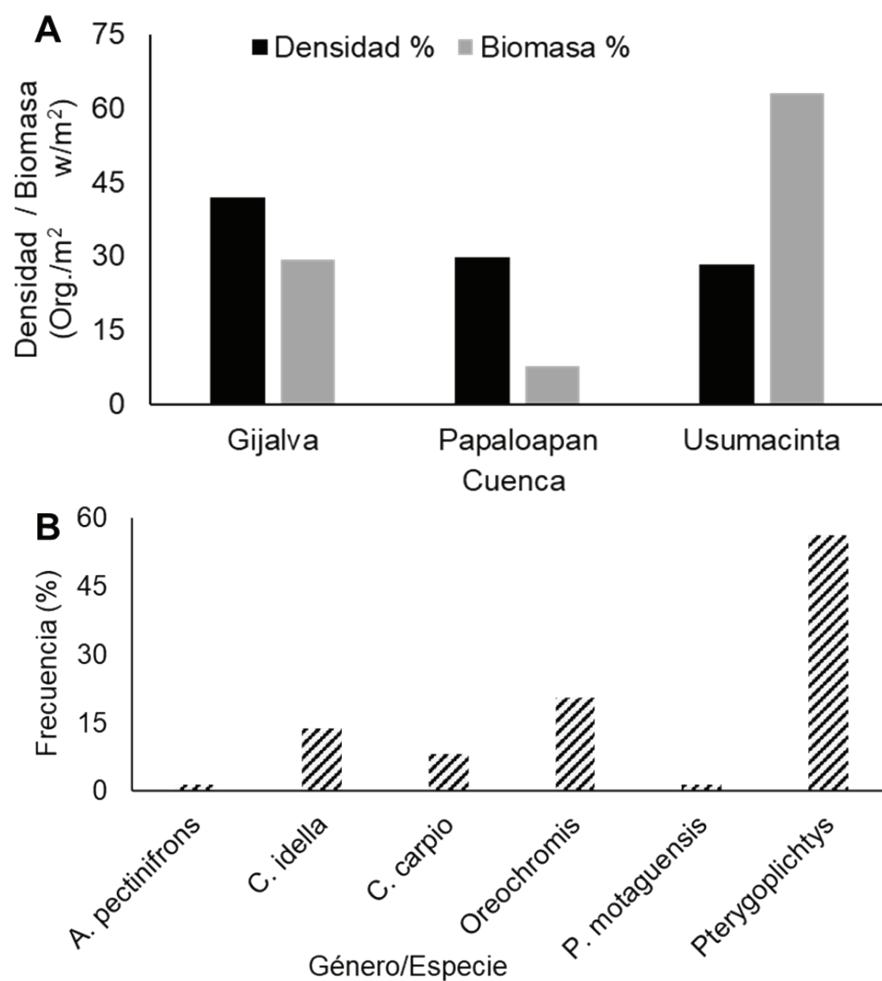 A
Densidad % Biomasa %
Densidad / Biomasa
(Org./m² w/m²)
75
60
45
30
15
0
Gijalva Papaloapan Usumacinta
Cuenca
B
Frecuencia (%)
60
45
30
15
0
A. pectinifrons
C. idella
C. carpio
Oreochromis
P. motaguensis
Pterygoplichtys
Género/Especie